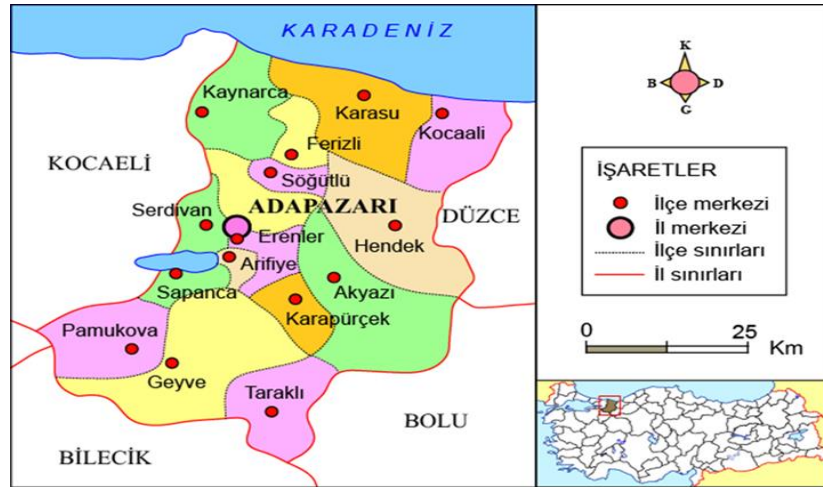 KARADENİZ
Kaynarca
Karasu
Kocaali
Ferizli
KOCAELİ
Söğütlü
Serdivan
ADAPAZARI
DÜZCE
Erenler
Hendek
Arifiye
Sapanca
Akyazı
Karapürçek
Pamukova
Geyve
Taraklı
BOLU
BİLECİK
K
B
D
G
İŞARETLER
İlçe merkezi
İl merkezi
İlçe sınırları
İl sınırları
0
25
Km